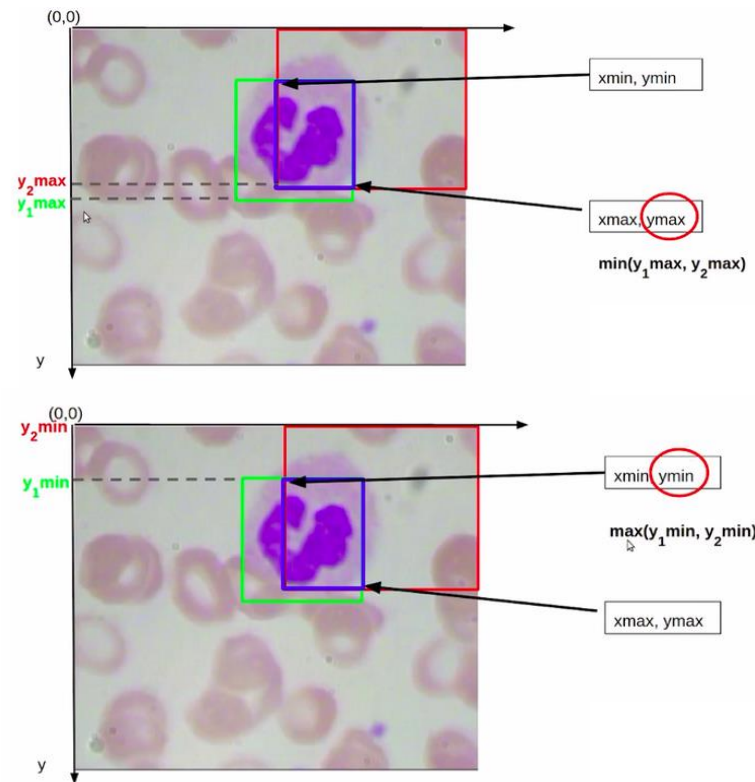 (0,0)
xmin, ymin
y2max
y1max
xmax, ymax
min(y1max, y2max)
y
(0,0)
y2min
y1min
xmin, ymin
max(y1min, y2min)
xmax, ymax
y